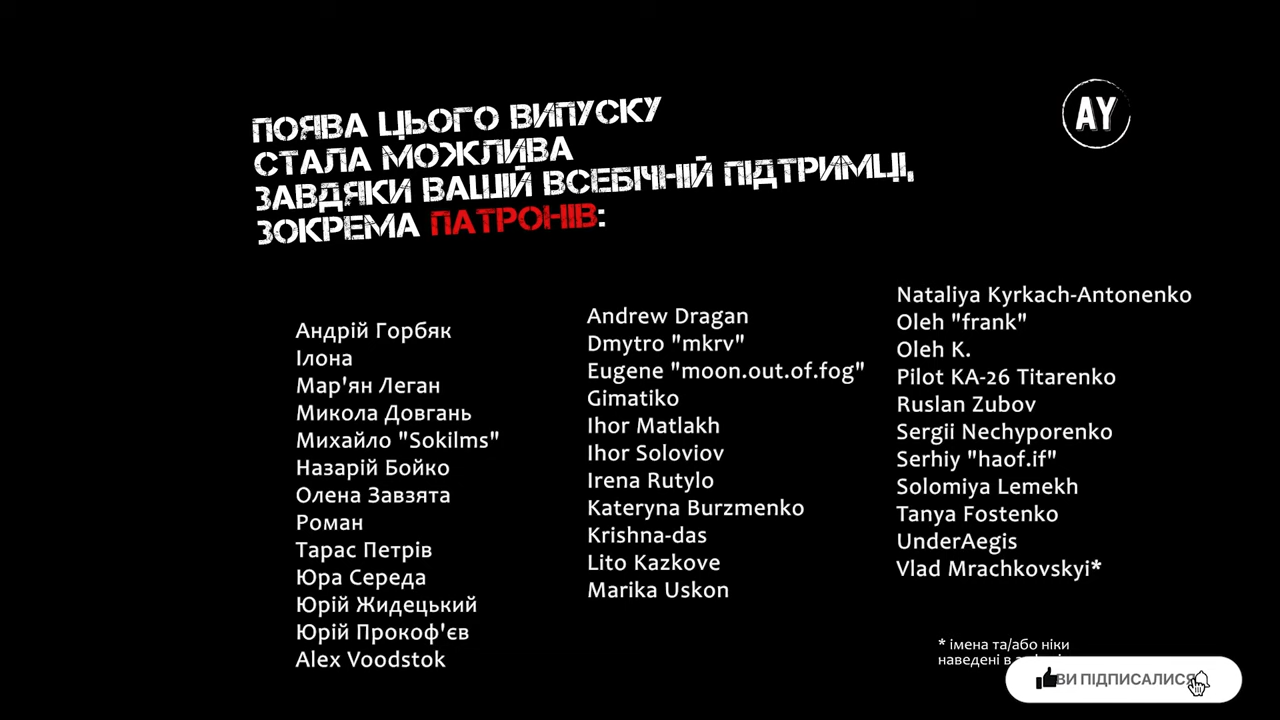 ПОЯВА ЦЬОГО ВИПУСКУ
СТАЛА МОЖЛИВА
ЗАВДЯКИ ВАШІЙ ВСЕБІЧНІЙ ПІДТРИМЦІ,
ЗОКРЕМА ПАТРОНІВ:
АУ
Андрій Горбяк
Ілона
Мар'ян Леган
Микола Довгань
Михайло "Sokilms"
Назарій Бойко
Олена Завзята
Роман
Тарас Петрів
Юра Середа
Юрій Жидецький
Юрій Прокоф'єв
Alex Voodstok
Andrew Dragan
Dmytro "mkrv"
Eugene "moon.out.of.fog"
Gimatiko
Ihor Matlakh
Ihor Soloviov
Irena Rutylo
Kateryna Burzmenko
Krishna-das
Lito Kazkove
Marika Uskon
Nataliya Kyrkach-Antonenko
Oleh "frank"
Oleh K.
Pilot KA-26 Titarenko
Ruslan Zubov
Sergii Nechyporenko
Serhiy "haof.if"
Solomiya Lemekh
Tanya Fostenko
UnderAegis
Vlad Mrachkovskyi*
* імена та/або ніки
наведені в
ВИ ПІДПИСАЛИСЯ